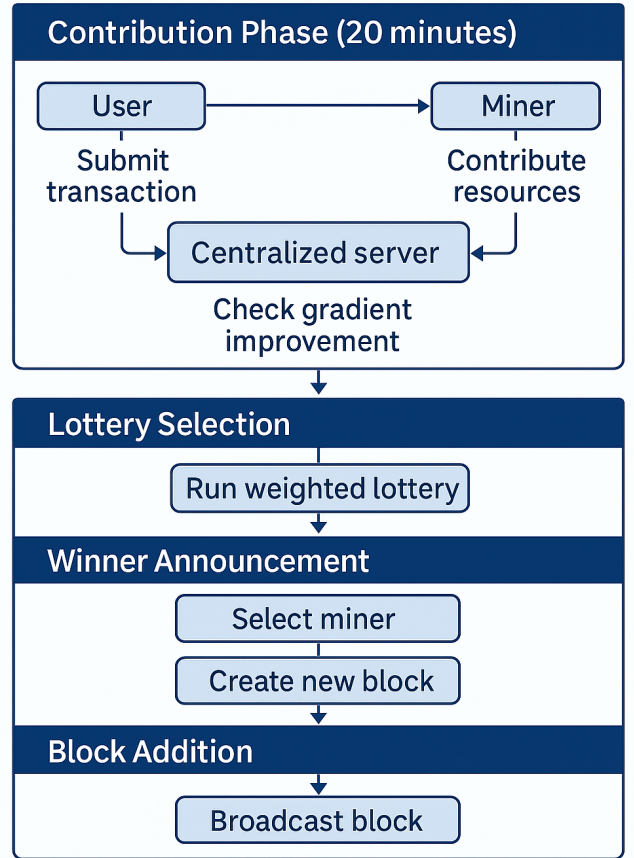 Contribution Phase (20 minutes)
User
Miner
Submit
transaction
Contribute
resources
Centralized server
Check gradient
improvement
Lottery Selection
Run weighted lottery
Winner Announcement
Select miner
Create new block
Block Addition
Broadcast block